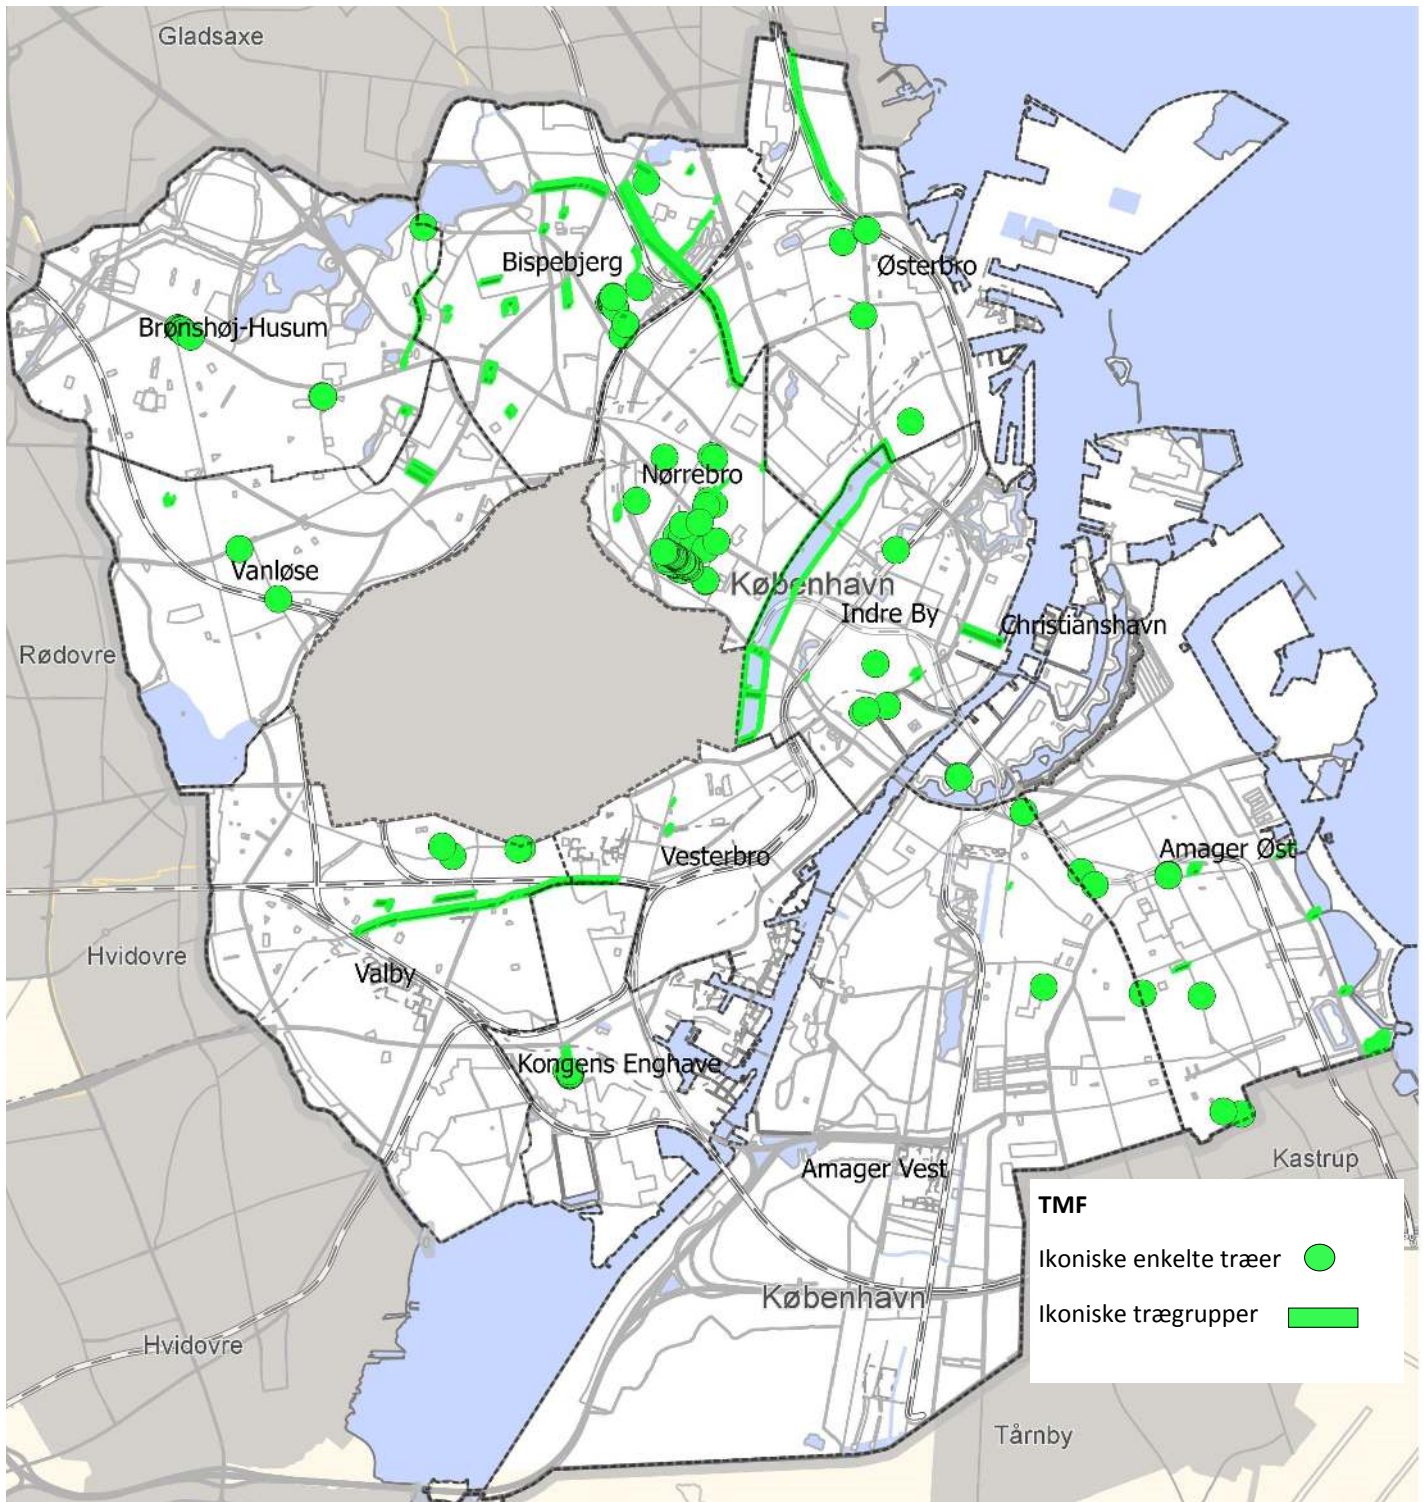 Gladsaxe
Bispebjerg
Østerbro
Brønshøj-Husum
Nørrebro
Vanløse
København
Indre By
Christianshavn
Rødovre
Vesterbro
Amager Øst
Hvidovre
Valby
Kongens Enghave
Amager Vest
Kastrup
TMF
Ikoniske enkelte træer
København
Ikoniske trægrupper
Hvidovre
Tårnby